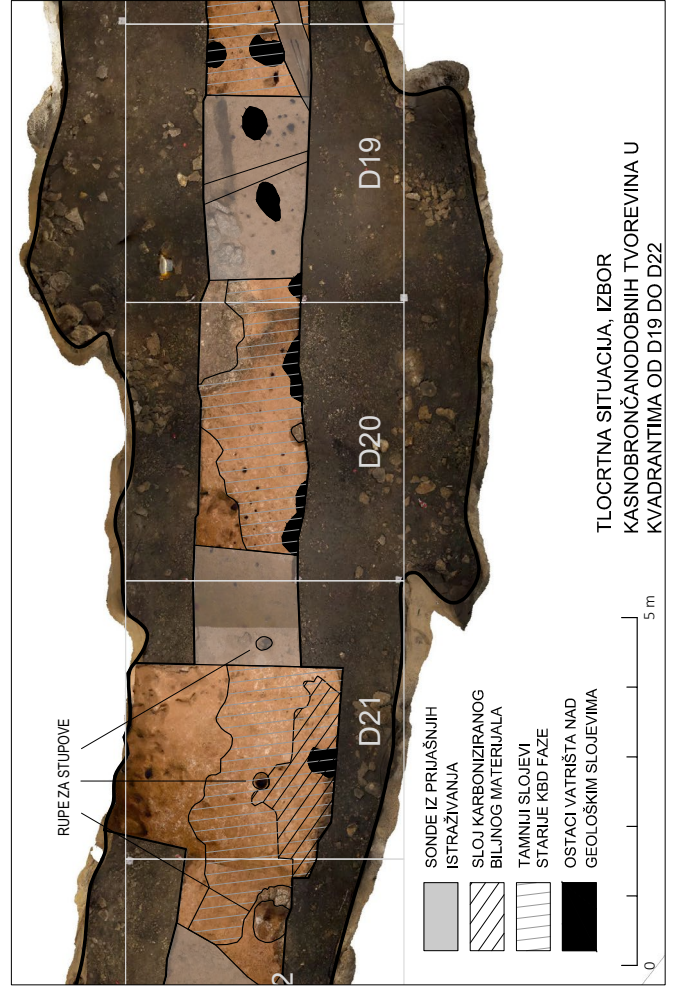 D19
D20
RUPE ZA STUPOVE
D21
2
TLOCRTNA SITUACIJA, IZBOR
KASNOBRONČANODOBNIH TVOREVINA U
KVADRANTIMA OD D19 DO D22
SONDE IZ PRIJAŠNJIH
ISTRAŽIVANJA
SLOJ KARBONIZIRANOG
BILJNOG MATERIJALA
TAMNIJI SLOJEVI
STARIJE KBD FAZE
OSTACI VATRIŠTA NAD
GEOLOŠKIM SLOJEVIMA
0
5 m